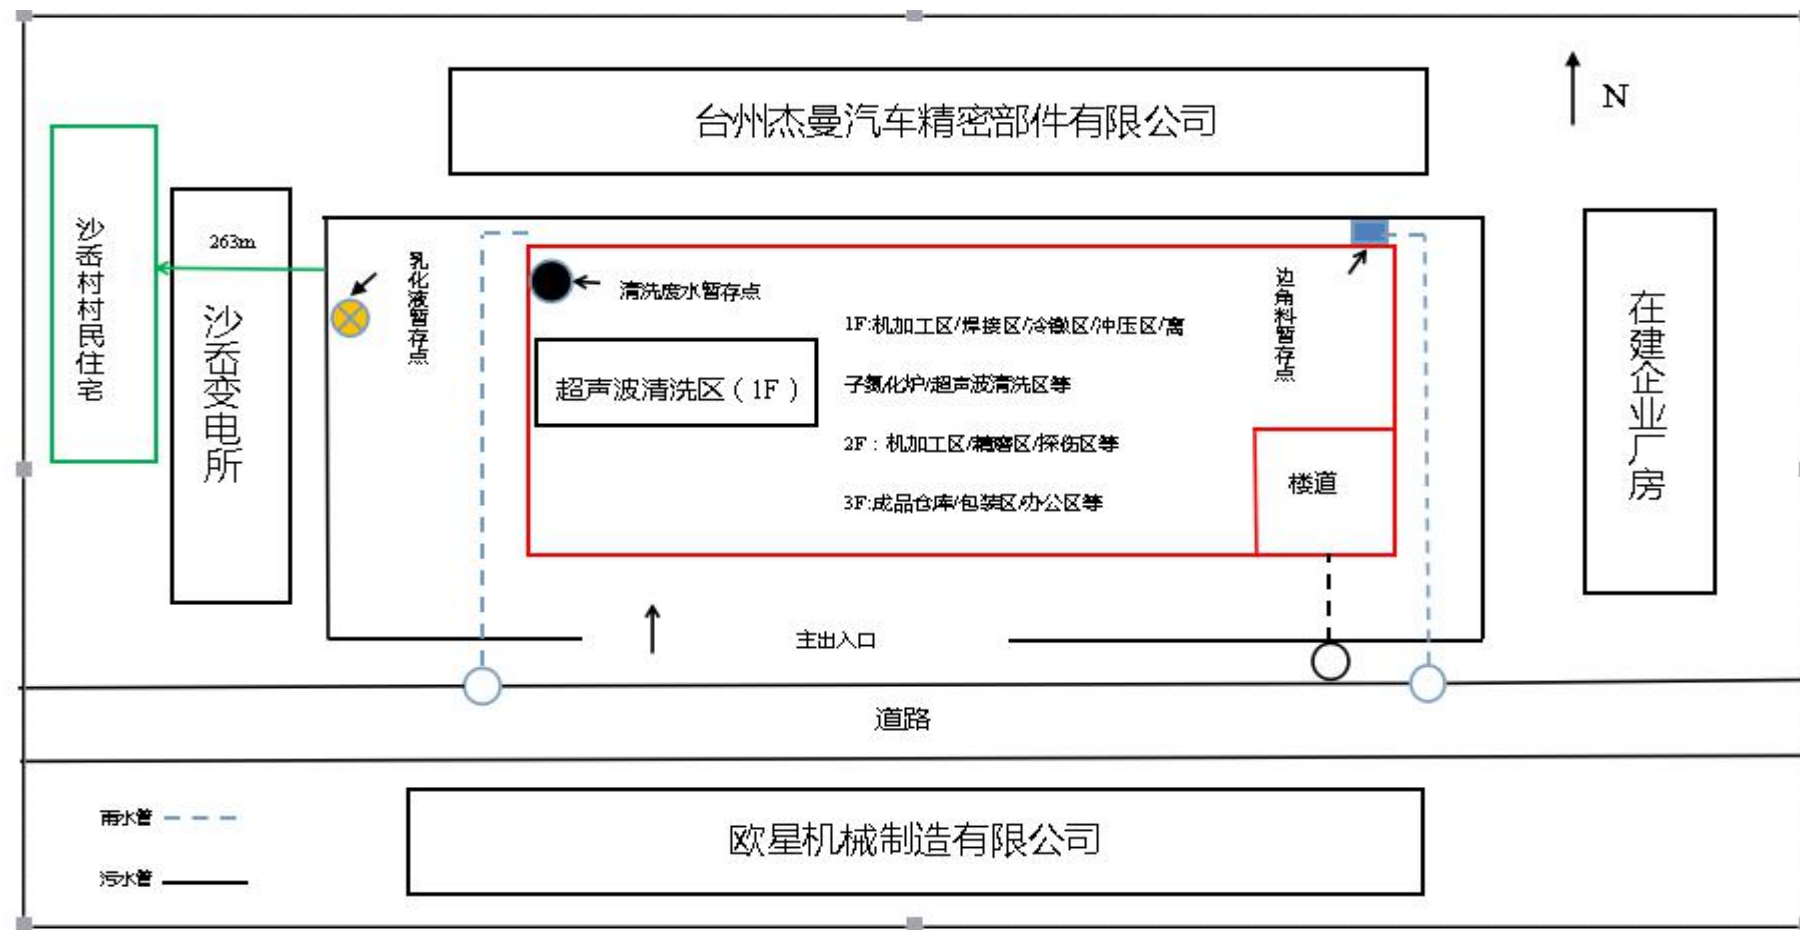 台州杰曼汽车精密部件有限公司
N
沙岙村村民住宅
263m
沙岙变电所
乳化液暂存点
清洗废水暂存点
超声波清洗区（1F）
1F:机加工区/焊接区/冷镦区/冲压区/离
子氮化炉/超声波清洗区等
2F：机加工区/精磨区/探伤区等
3F:成品仓库/包装区/办公区等
边角料暂存点
楼道
在建企业厂房
主出入口
道路
雨水管
污水管
欧星机械制造有限公司